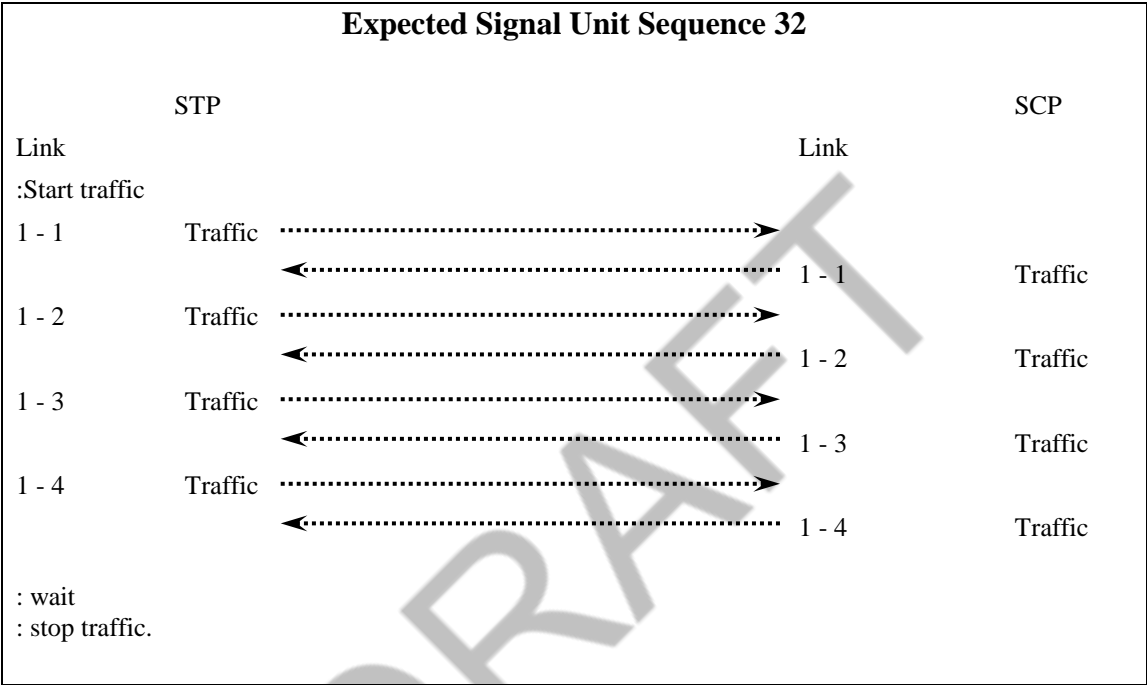 Expected Signal Unit Sequence 32
STP SCP
Link Link
:Start traffic
1 - 1 Traffic
1 - 1 Traffic
1 - 2 Traffic
1 - 2 Traffic
1 - 3 Traffic
1 - 3 Traffic
1 - 4 Traffic
1 - 4 Traffic
: wait
: stop traffic.
DRAFT